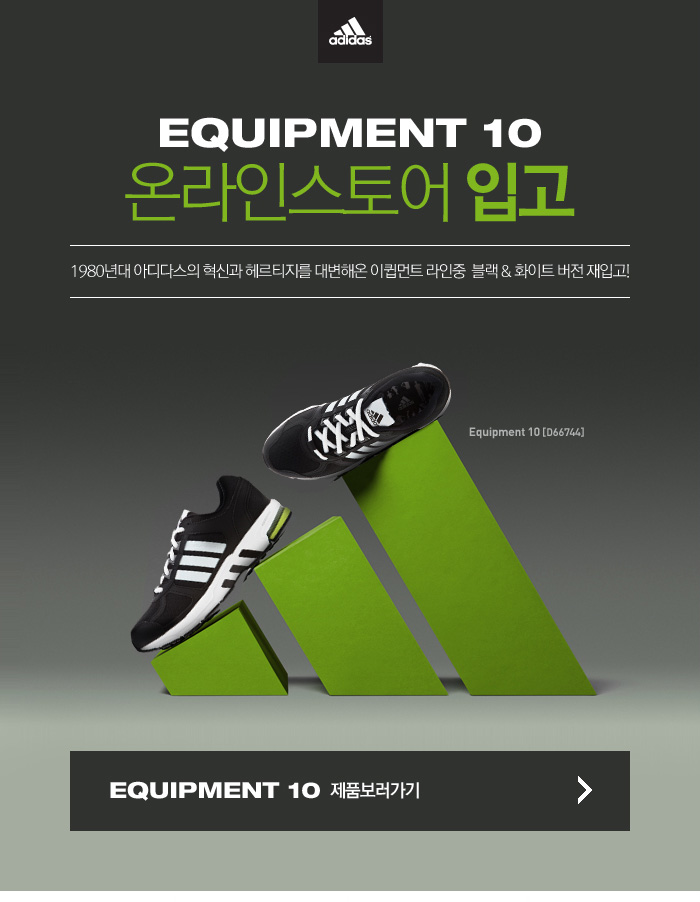 adidas
EQUIPMENT 10
온라인스토어 입고
1980년대 아디다스의 혁신과 헤르티지를 대변해온 이큅먼트 라인중 블랙 & 화이트 버전 재입고!
Equipment 10 [D66744]
EQUIPMENT 10 제품보러가기